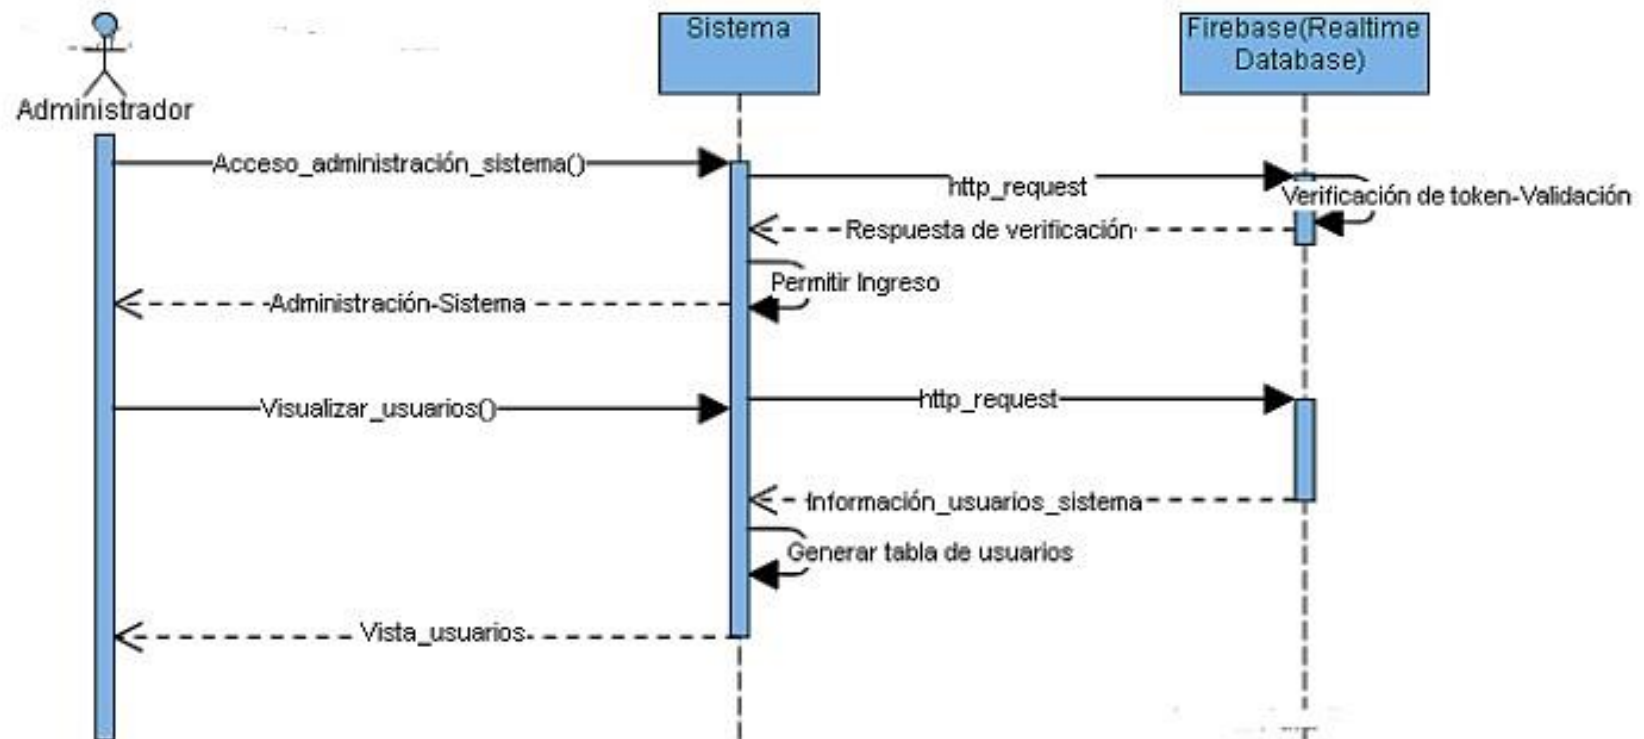 Sistema
Firebase(Realtime
Database)
Administrador
Acceso_administración_sistema()
http_request
Verificación de token-Validación
Respuesta de verificación
Permitir Ingreso
Administración-Sistema
Visualizar_usuarios()
http_request
Información_usuarios_sistema
Generar tabla de usuarios
Vista_usuarios